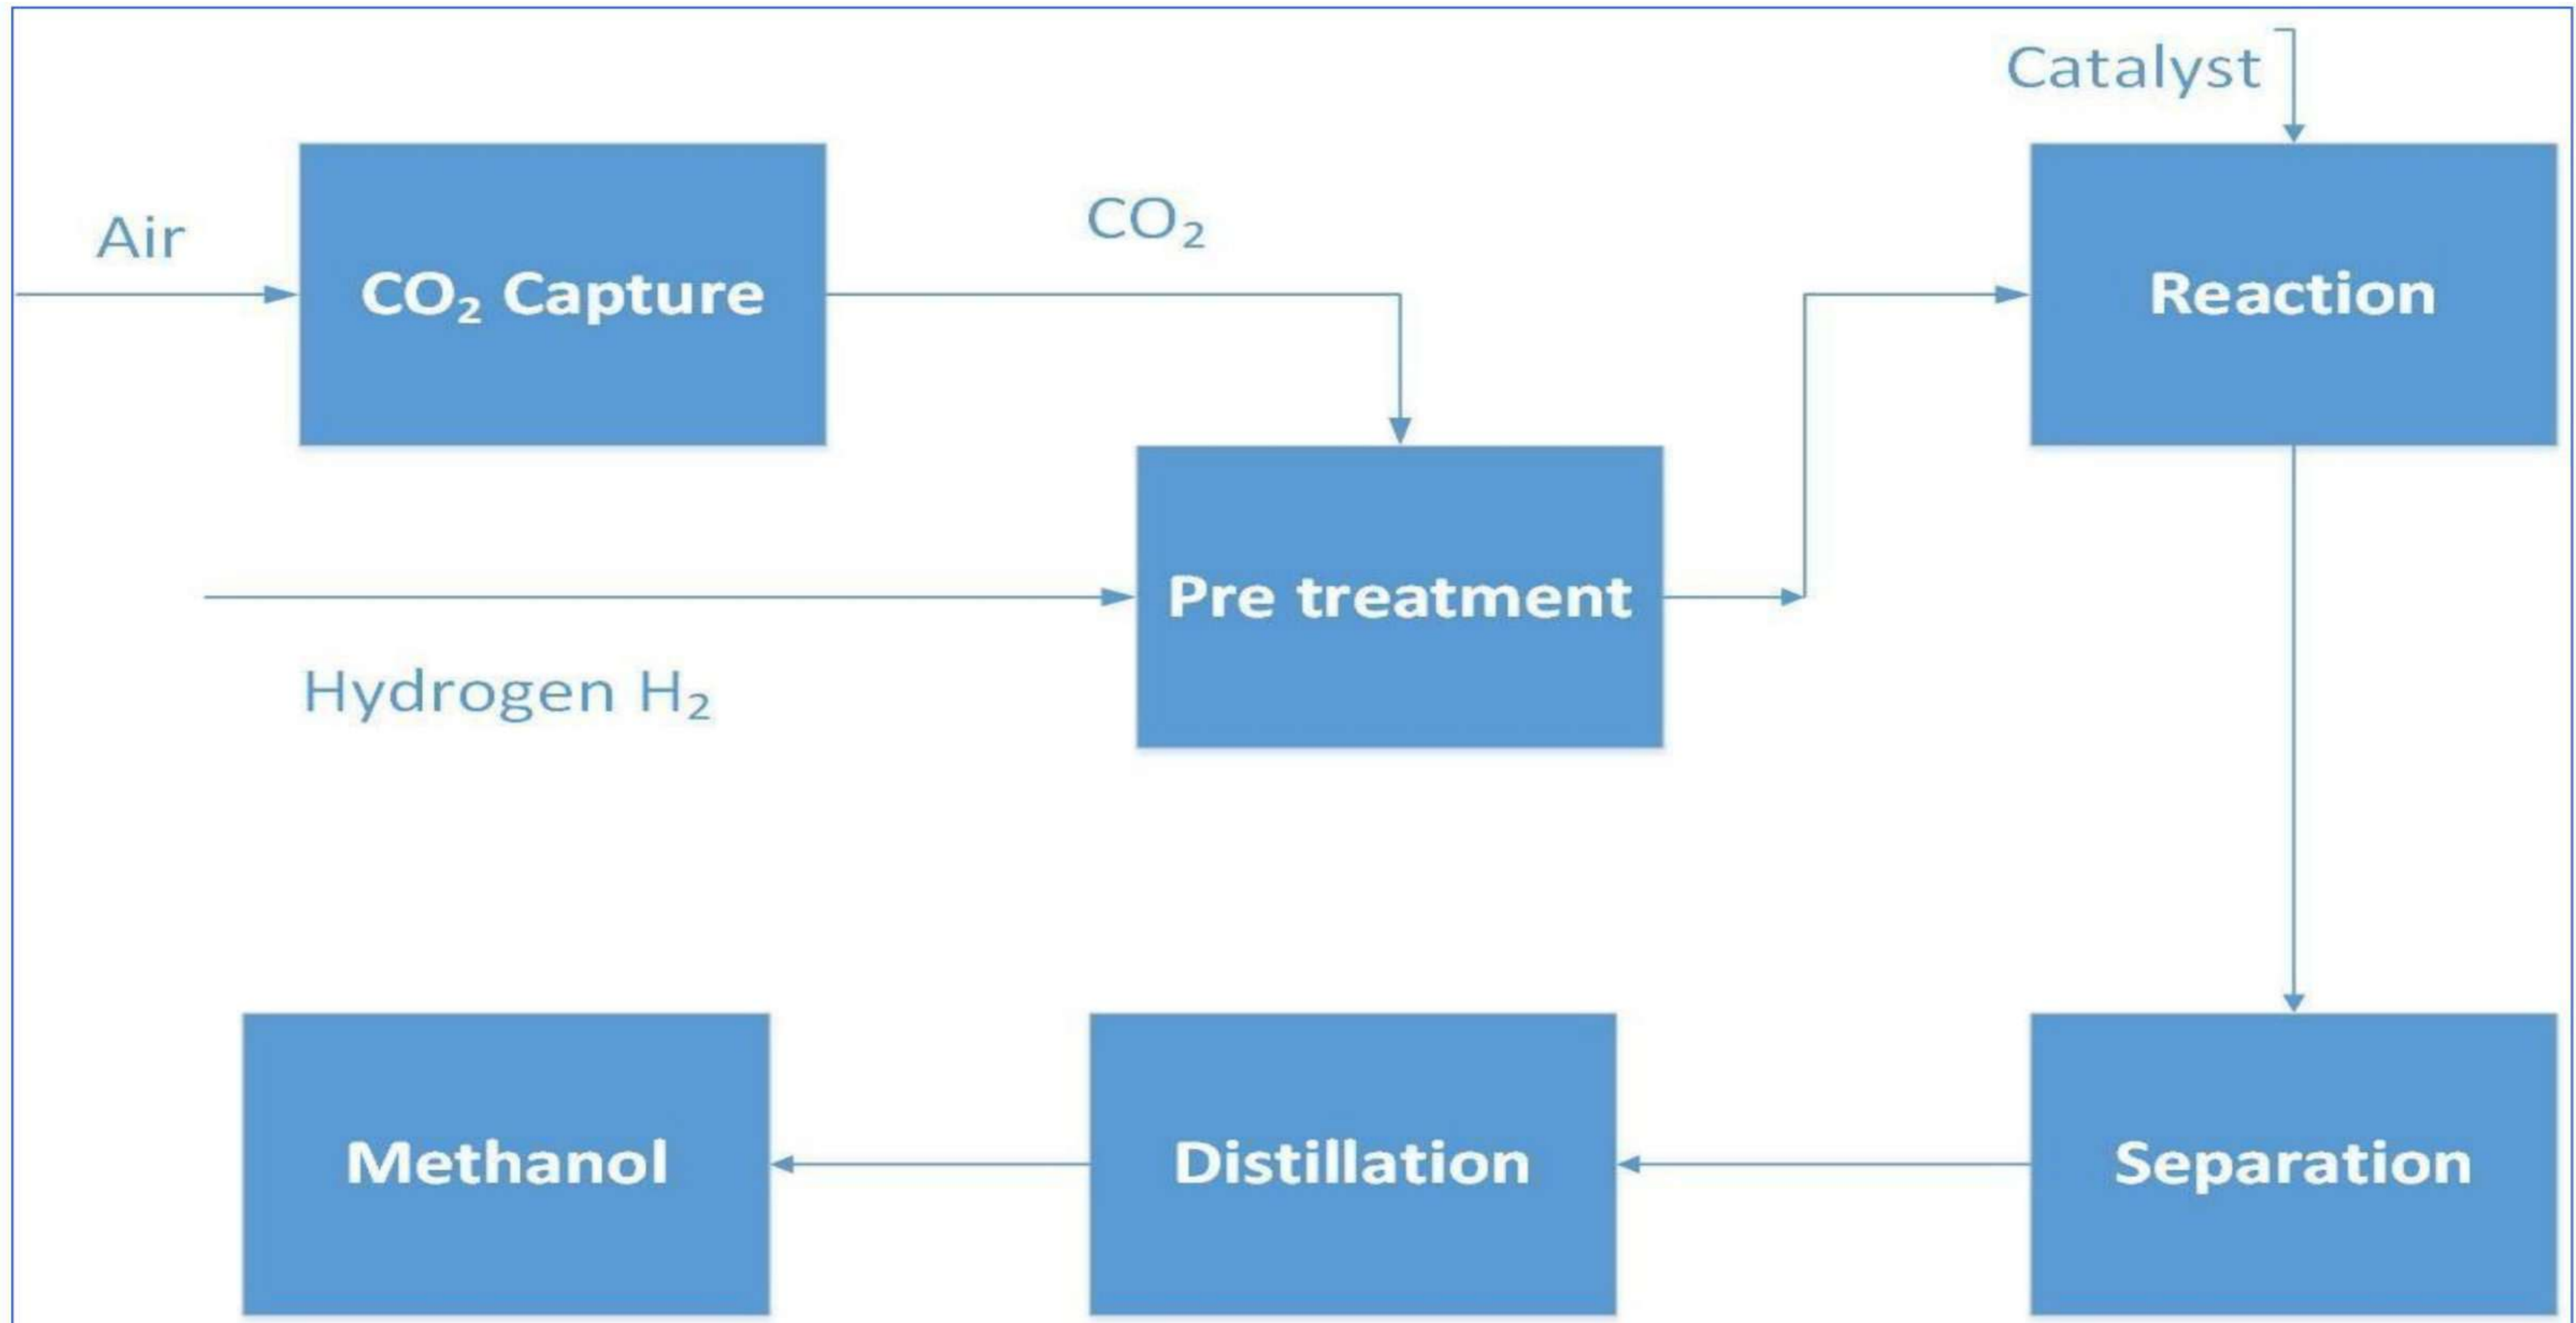 Catalyst
Air
CO₂ Capture
CO₂
Reaction
Hydrogen H₂
Pre treatment
Methanol
Distillation
Separation